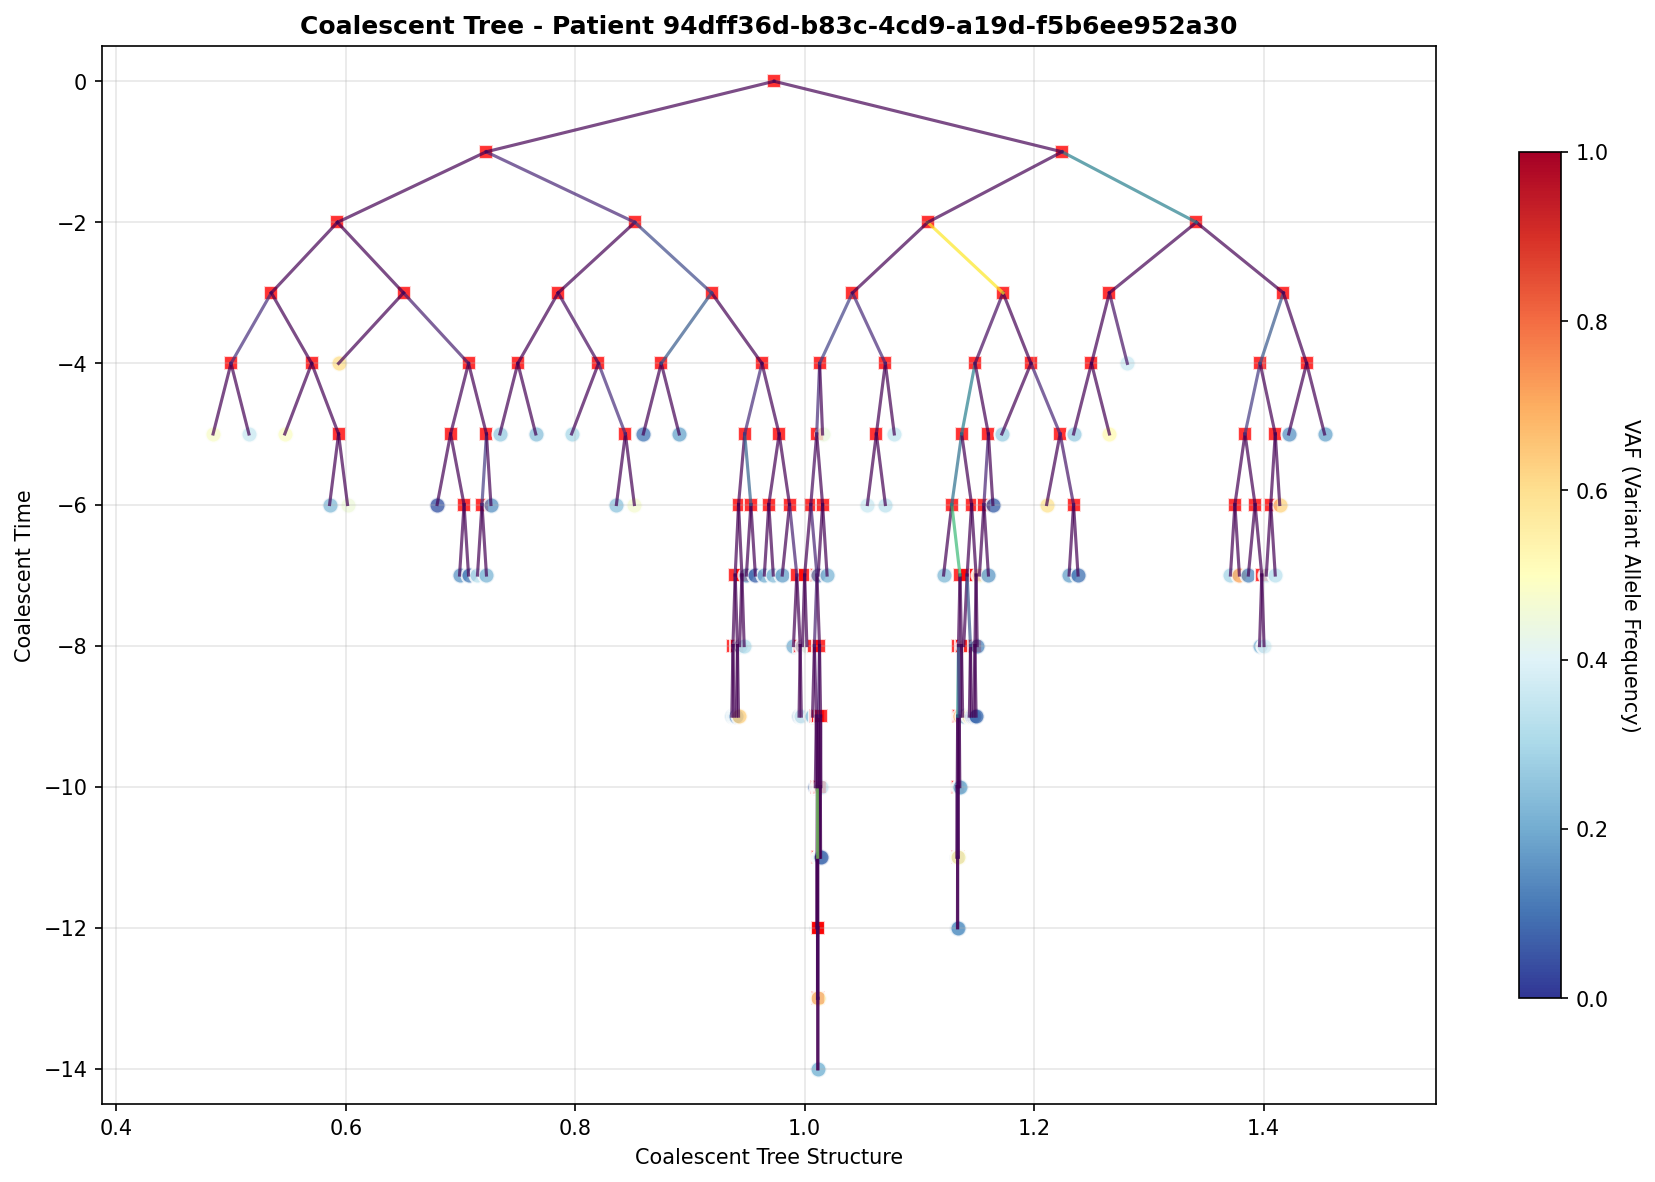 Coalescent Tree - Patient 94dff36d-b83c-4cd9-a19d-f5b6ee952a30
Coalescent Time
0
−2
−4
−6
−8
−10
−12
−14
0.4 0.6 0.8 1.0 1.2 1.4
Coalescent Tree Structure
1.0
0.8
0.6
0.4
0.2
0.0
VAF (Variant Allele Frequency)